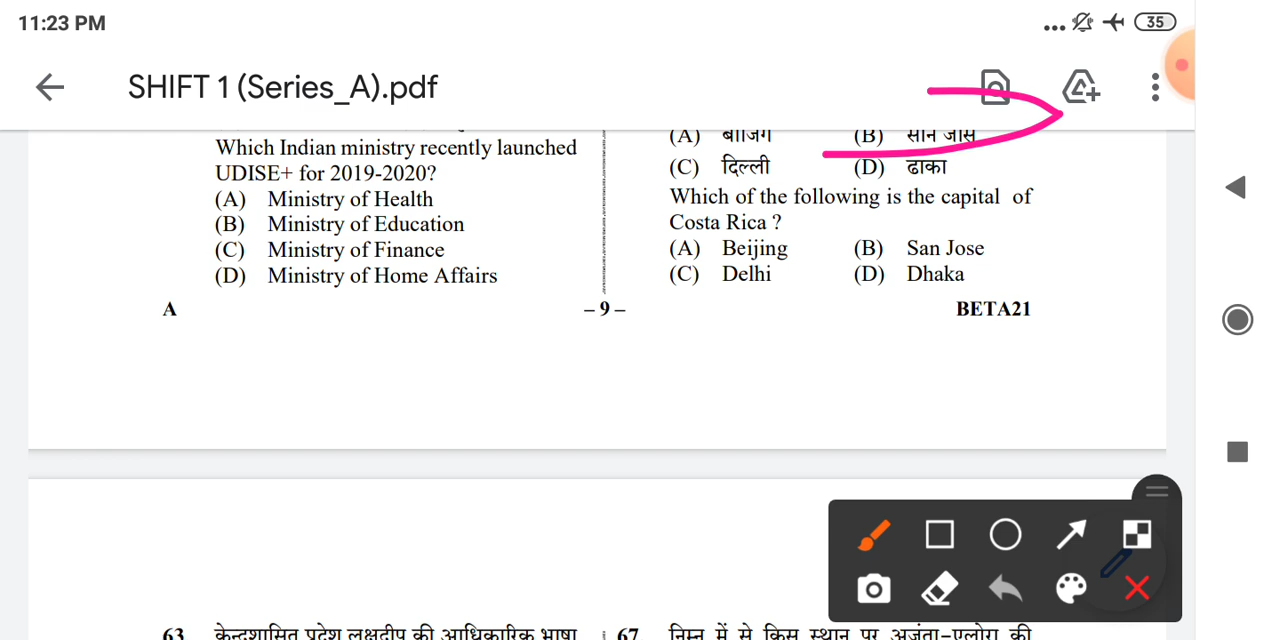 11:23 PM
35
SHIFT 1 (Series_A).pdf
Which Indian ministry recently launched
UDISE+ for 2019-2020?
(A) Ministry of Health
(B) Ministry of Education
(C) Ministry of Finance
(D) Ministry of Home Affairs
(A) बीजिंग (B) सान जोस
(C) दिल्ली (D) ढाका
Which of the following is the capital of
Costa Rica ?
(A) Beijing (B) San Jose
(C) Delhi (D) Dhaka
A – 9 – BETA21
63 केन्द्रशासित प्रदेश लक्षद्वीप की आधिकारिक भाषा
67 निम्न में से किस स्थान पर अजंता-एलोरा की